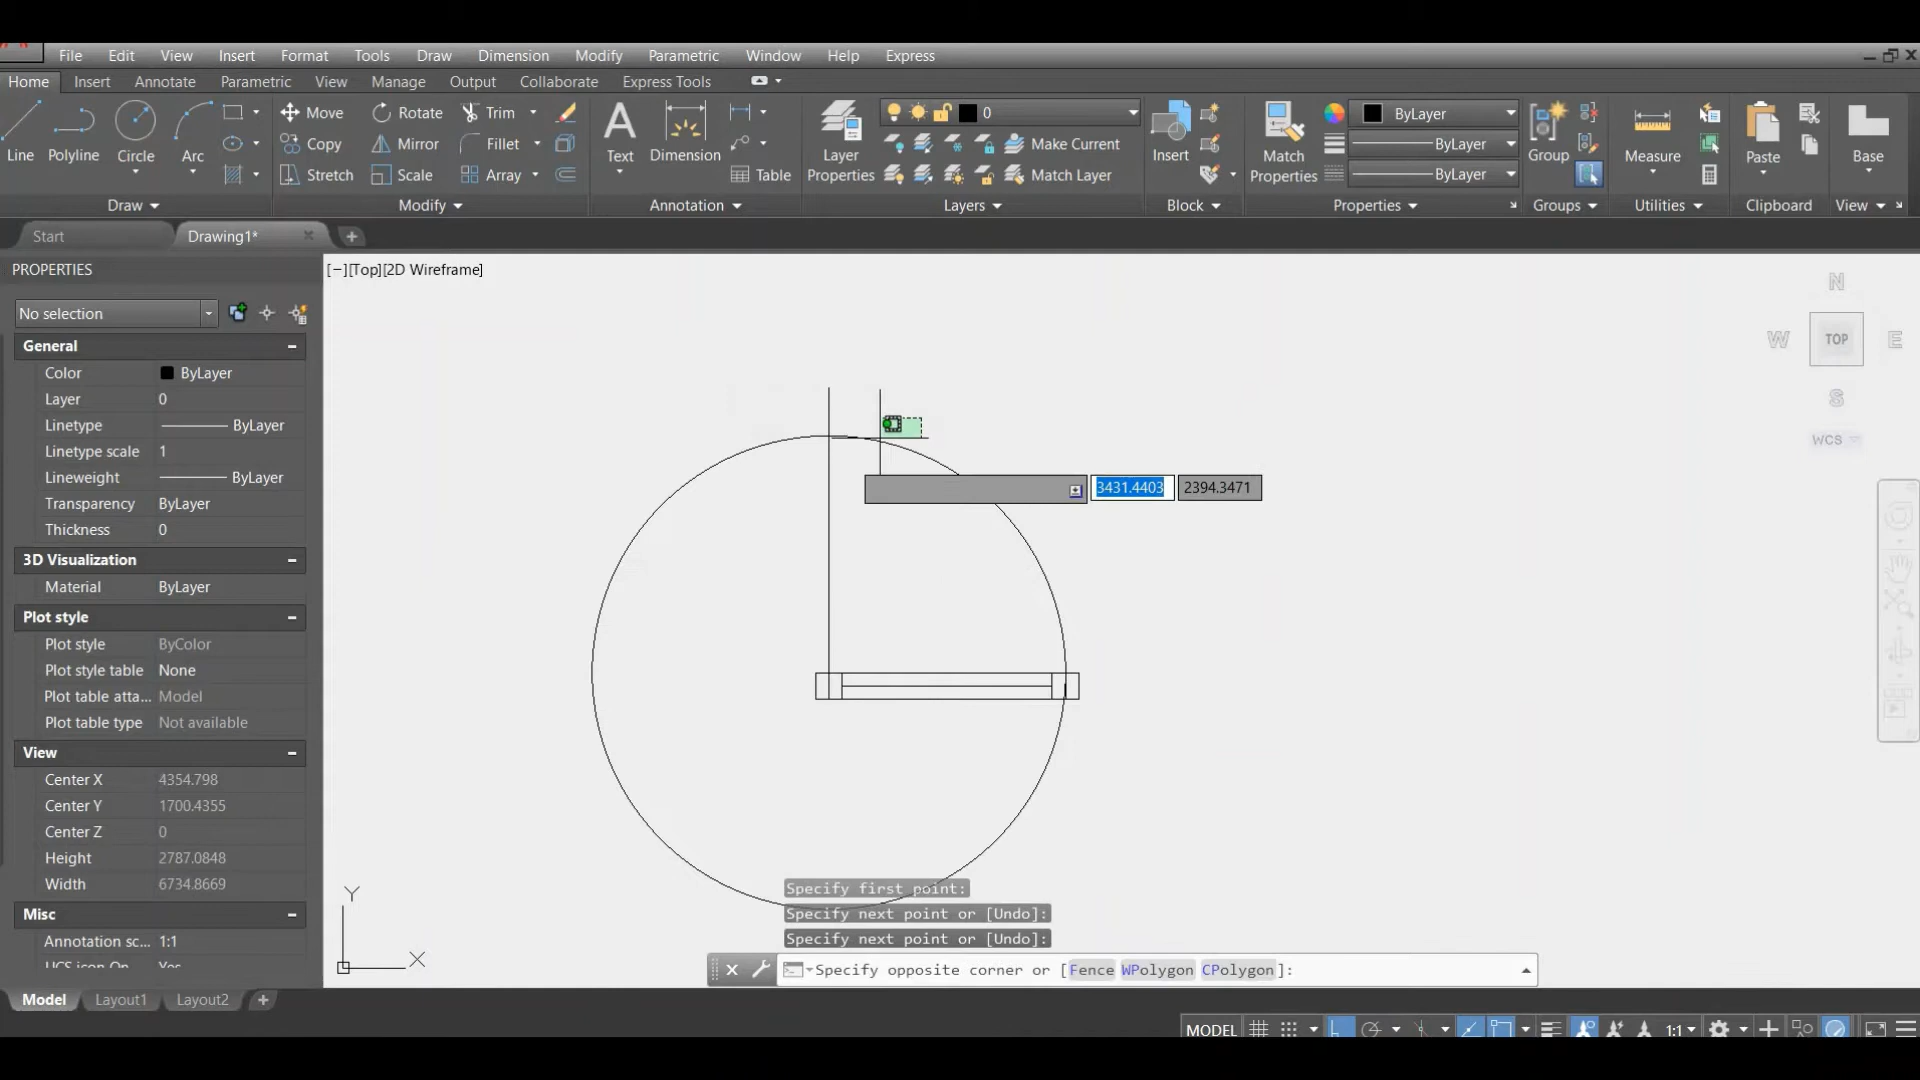 File Edit View Insert Format Tools Draw Dimension Modify Parametric Window Help Express
Home Insert Annotate Parametric View Manage Output Collaborate Express Tools
Line Polyline Circle Arc
Move Rotate Trim
Copy Mirror Fillet
Stretch Scale Array
Text Dimension Table
Layer Properties
0
Make Current
Match Layer
Insert
Match Properties
ByLayer
ByLayer
ByLayer
Group Measure Paste Base
Draw Modify Annotation Layers Block Properties Groups Utilities Clipboard View
Start Drawing1*
PROPERTIES
[−][Top][2D Wireframe]
No selection
General
Color ByLayer
Layer 0
Linetype ByLayer
Linetype scale 1
Lineweight ByLayer
Transparency ByLayer
Thickness 0
3D Visualization
Material ByLayer
Plot style
Plot style ByColor
Plot style table None
Plot table atta... Model
Plot table type Not available
View
Center X 4354.798
Center Y 1700.4355
Center Z 0
Height 2787.0848
Width 6734.8669
Misc
Annotation sc... 1:1
UCS icon On Yes
N
W TOP E
S
WCS
3431.4403 2394.3471
Y
X
Specify first point:
Specify next point or [Undo]:
Specify next point or [Undo]:
Specify opposite corner or [Fence WPolygon CPolygon]:
Model Layout1 Layout2
MODEL 1:1